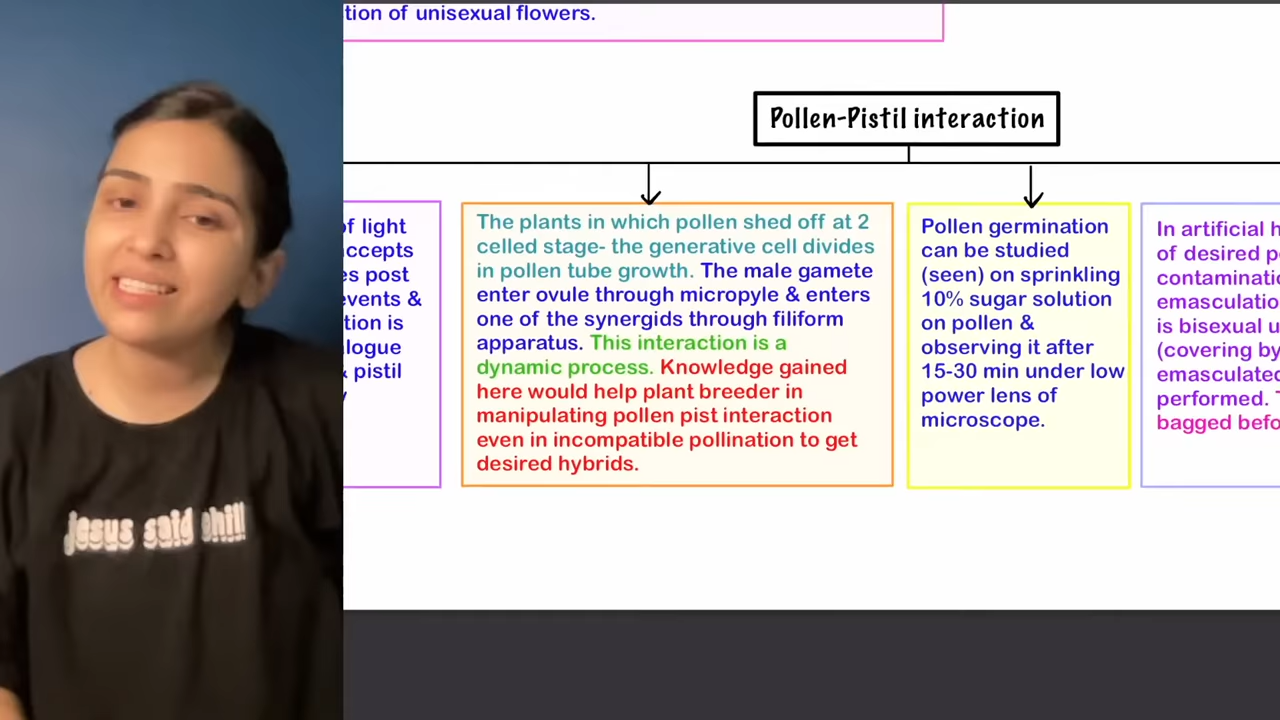 tion of unisexual flowers.
Pollen-Pistil interaction
of light
accepts
es post
events &
tion is
logue
& pistil
The plants in which pollen shed off at 2
celled stage- the generative cell divides
in pollen tube growth. The male gamete
enter ovule through micropyle & enters
one of the synergids through filiform
apparatus. This interaction is a
dynamic process. Knowledge gained
here would help plant breeder in
manipulating pollen pist interaction
even in incompatible pollination to get
desired hybrids.
Pollen germination
can be studied
(seen) on sprinkling
10% sugar solution
on pollen &
observing it after
15-30 min under low
power lens of
microscope.
In artificial h
of desired p
contaminati
emasculatio
is bisexual u
(covering by
emasculated
performed. T
bagged befo
jesus said chill